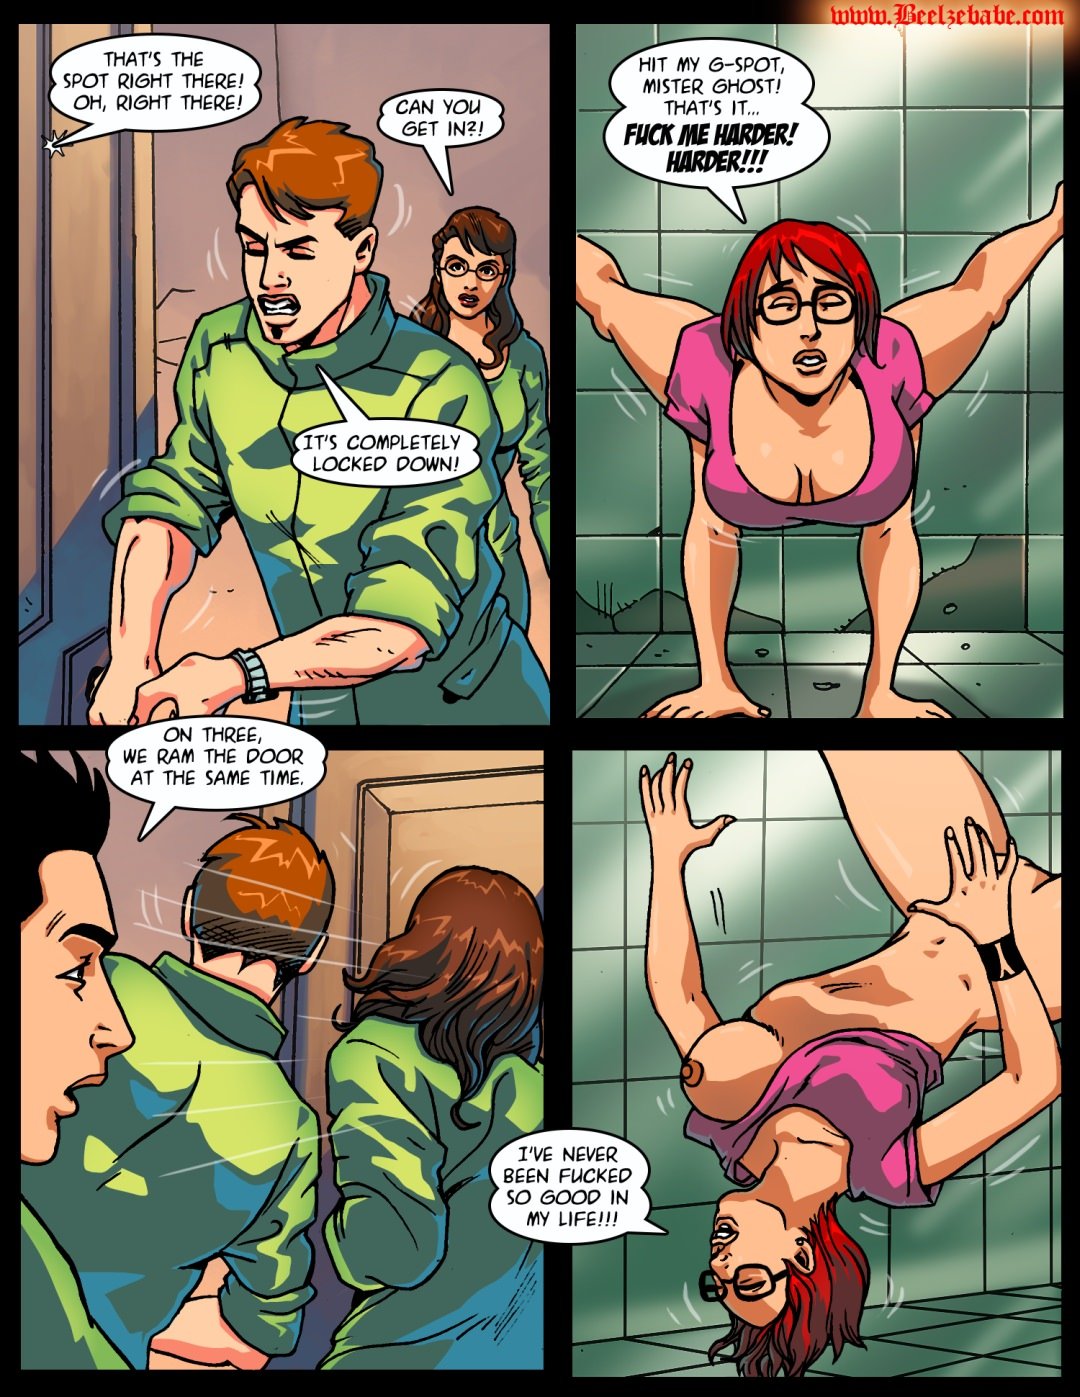 www.Beelzebabe.com
THAT'S THE
SPOT RIGHT THERE!
OH, RIGHT THERE!
CAN YOU
GET IN?!
IT'S COMPLETELY
LOCKED DOWN!
HIT MY G-SPOT,
MISTER GHOST!
THAT'S IT...
FUCK ME HARDER!
HARDER!!!
ON THREE,
WE RAM THE DOOR
AT THE SAME TIME.
I'VE NEVER
BEEN FUCKED
SO GOOD IN
MY LIFE!!!